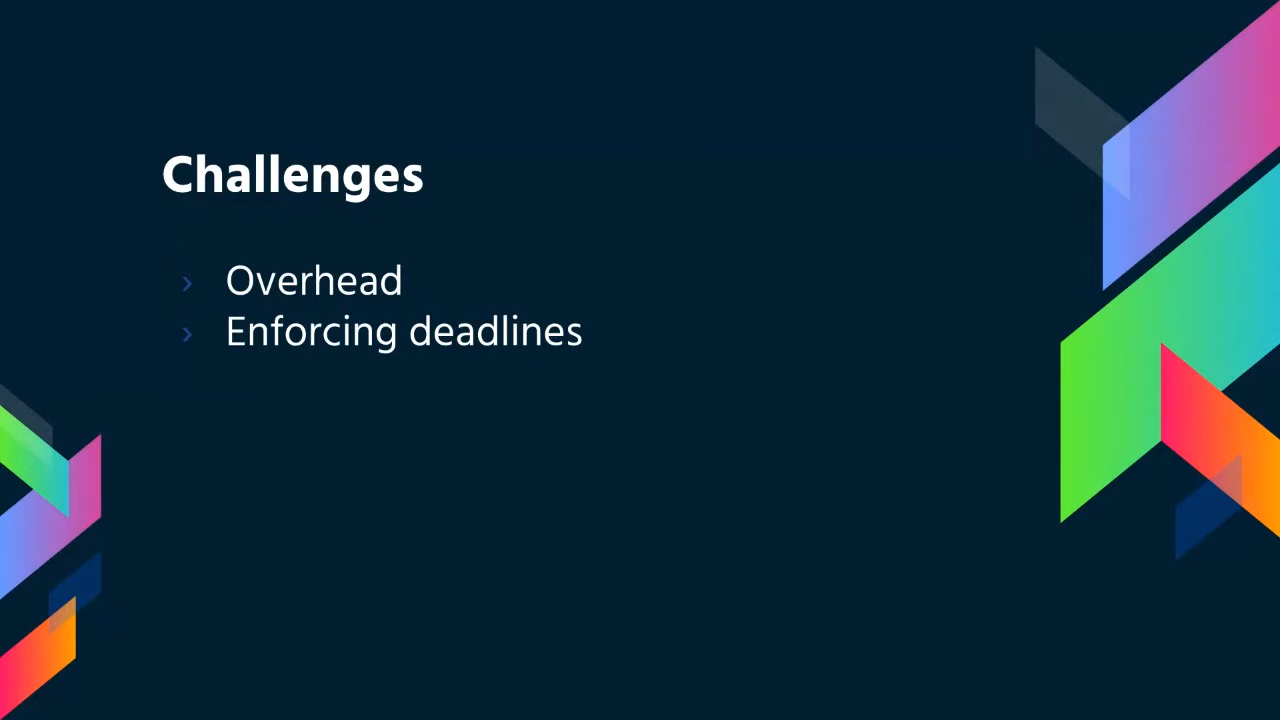 Challenges
› Overhead
› Enforcing deadlines